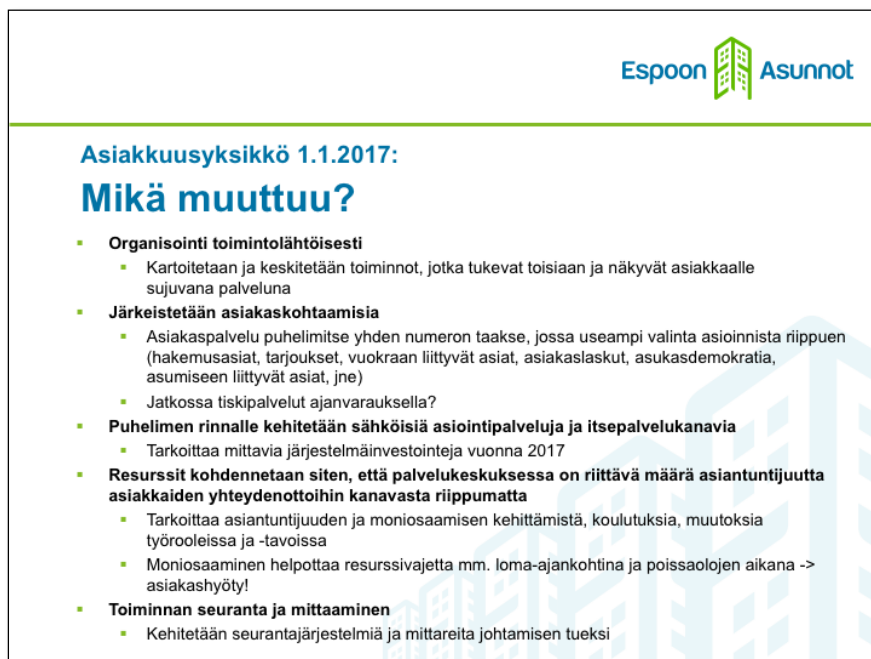 Espoon Asunnot
Asiakkuusyksikkö 1.1.2017:
Mikä muuttuu?
▪ Organisointi toimintolähtöisesti
▪ Kartoitetaan ja keskitetään toiminnot, jotka tukevat toisiaan ja näkyvät asiakkaalle
sujuvana palveluna
▪ Järkeistetään asiakaskohtaamisia
▪ Asiakaspalvelu puhelimitse yhden numeron taakse, jossa useampi valinta asioinnista riippuen
(hakemusasiat, tarjoukset, vuokraan liittyvät asiat, asiakaslaskut, asukasdemokratia,
asumiseen liittyvät asiat, jne)
▪ Jatkossa tiskipalvelut ajanvarauksella?
▪ Puhelimen rinnalle kehitetään sähköisiä asiointipalveluja ja itsepalvelukanavia
▪ Tarkoittaa mittavia järjestelmäinvestointeja vuonna 2017
▪ Resurssit kohdennetaan siten, että palvelukeskuksessa on riittävä määrä asiantuntijuutta
asiakkaiden yhteydenottoihin kanavasta riippumatta
▪ Tarkoittaa asiantuntijuuden ja moniosaamisen kehittämistä, koulutuksia, muutoksia
työrooleissa ja -tavoissa
▪ Moniosaaminen helpottaa resurssivajetta mm. loma-ajankohtina ja poissaolojen aikana ->
asiakashyöty!
▪ Toiminnan seuranta ja mittaaminen
▪ Kehitetään seurantajärjestelmiä ja mittareita johtamisen tueksi